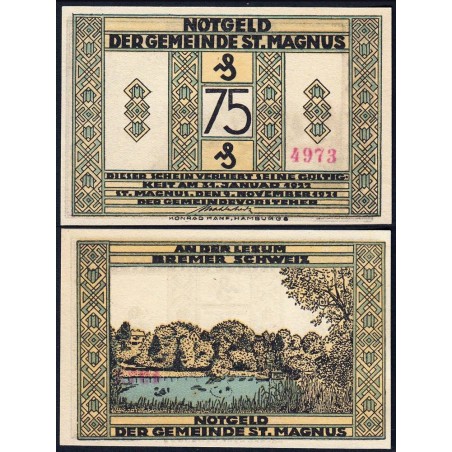 NOTGELD
DER GEMEINDE ST. MAGNUS
75
4973
DIESER SCHEIN VERLIERT SEINE GÜLTIG-
KEIT AM 31. JANUAR 1922
ST. MAGNUS, DEN 9. NOVEMBER 1921
DER GEMEINDEVORSTEHER
KONRAD HANF, HAMBURG 8
AN DER LESUM
BREMER SCHWEIZ
NOTGELD
DER GEMEINDE ST. MAGNUS